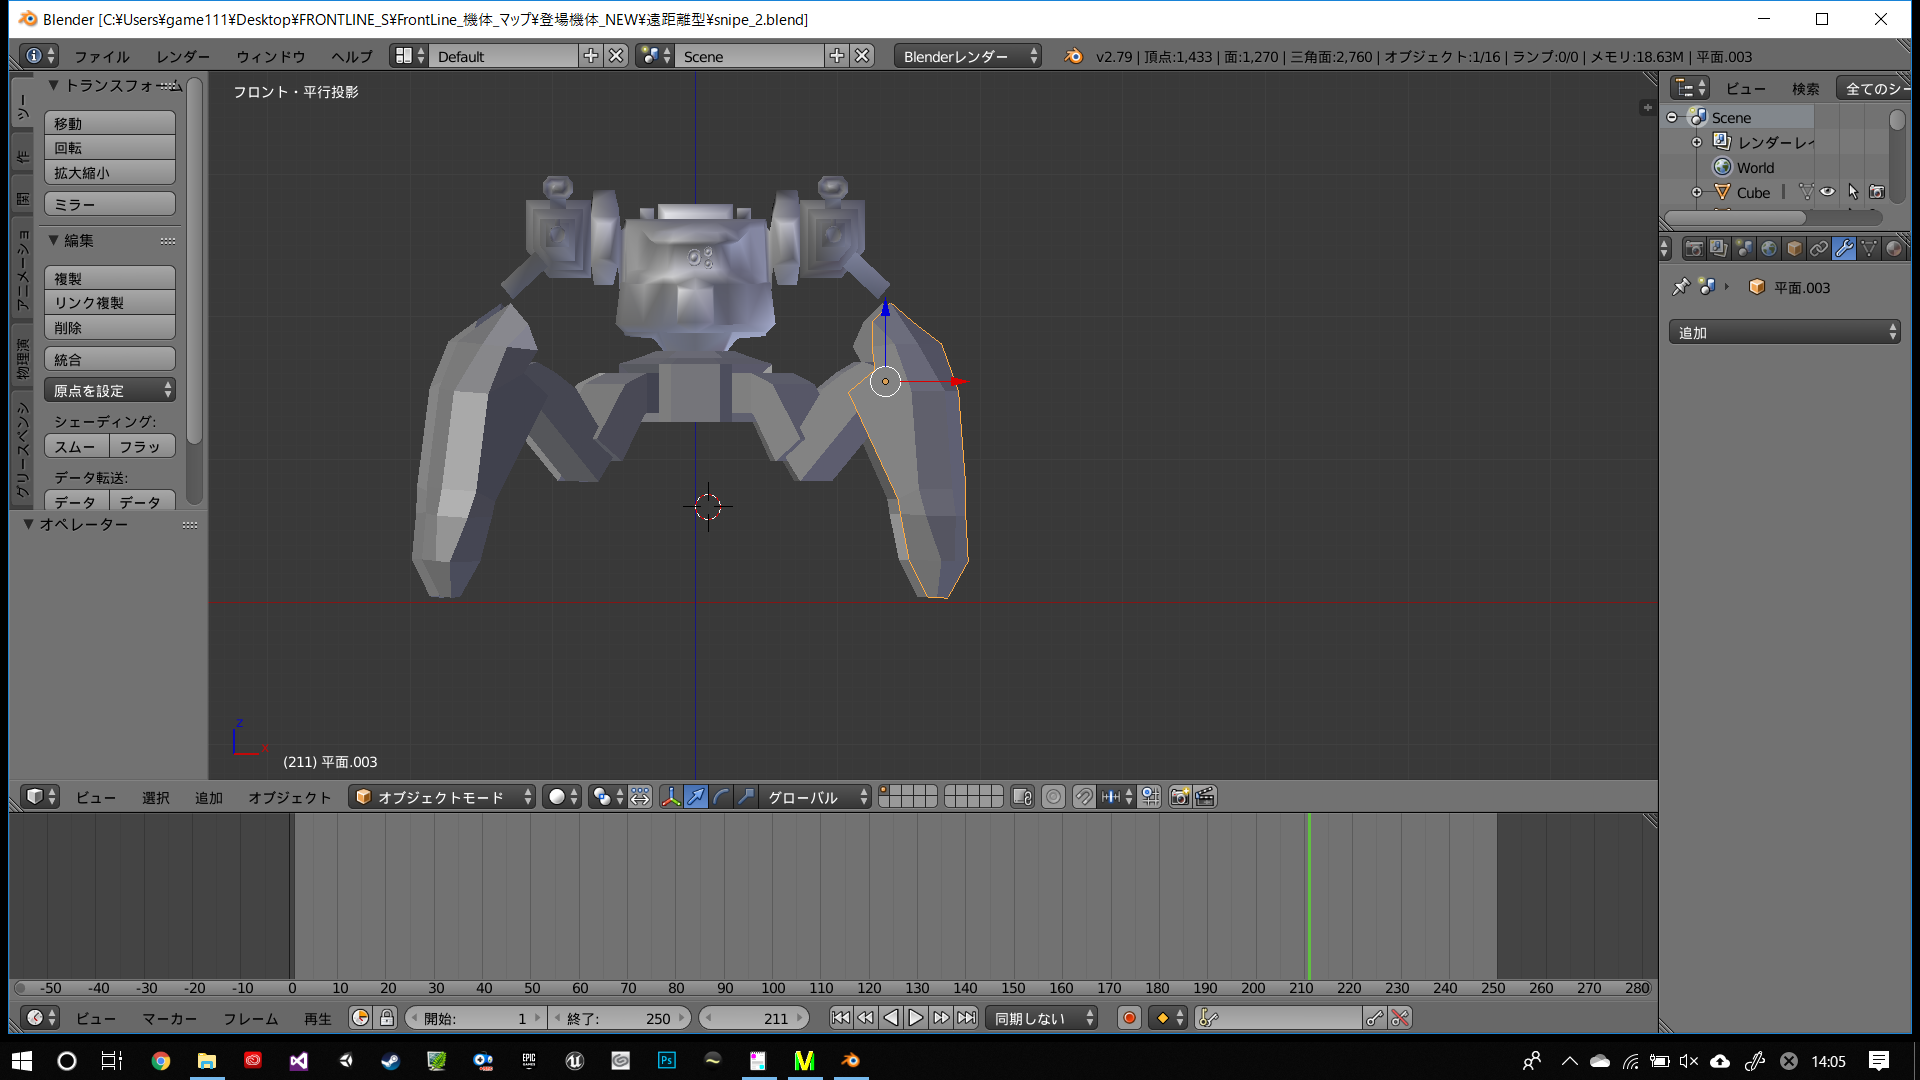 Blender [C:¥Users¥game111¥Desktop¥FRONTLINE_S¥FrontLine_機体_マップ¥登場機体_NEW¥遠距離型¥snipe_2.blend]
ファイル レンダー ウィンドウ ヘルプ Default Scene Blenderレンダー v2.79 | 頂点:1,433 | 面:1,270 | 三角面:2,760 | オブジェクト:1/16 | ランプ:0/0 | メモリ:18.63M | 平面.003
ツー
作
関
アニメーショ
物理演
グリースペンシ
トランスフォーム
移動
回転
拡大縮小
ミラー
編集
複製
リンク複製
削除
統合
原点を設定
シェーディング:
スムー フラッ
データ転送:
データ データ
オペレーター
フロント・平行投影
(211) 平面.003
z
x
ビュー 検索 全てのシー
Scene
レンダーレイ
World
Cube
平面.003
追加
ビュー 選択 追加 オブジェクト オブジェクトモード グローバル
-50 -40 -30 -20 -10 0 10 20 30 40 50 60 70 80 90 100 110 120 130 140 150 160 170 180 190 200 210 220 230 240 250 260 270 280
ビュー マーカー フレーム 再生 開始: 1 終了: 250 211 同期しない
EPIC GAMES
Ps
14:05